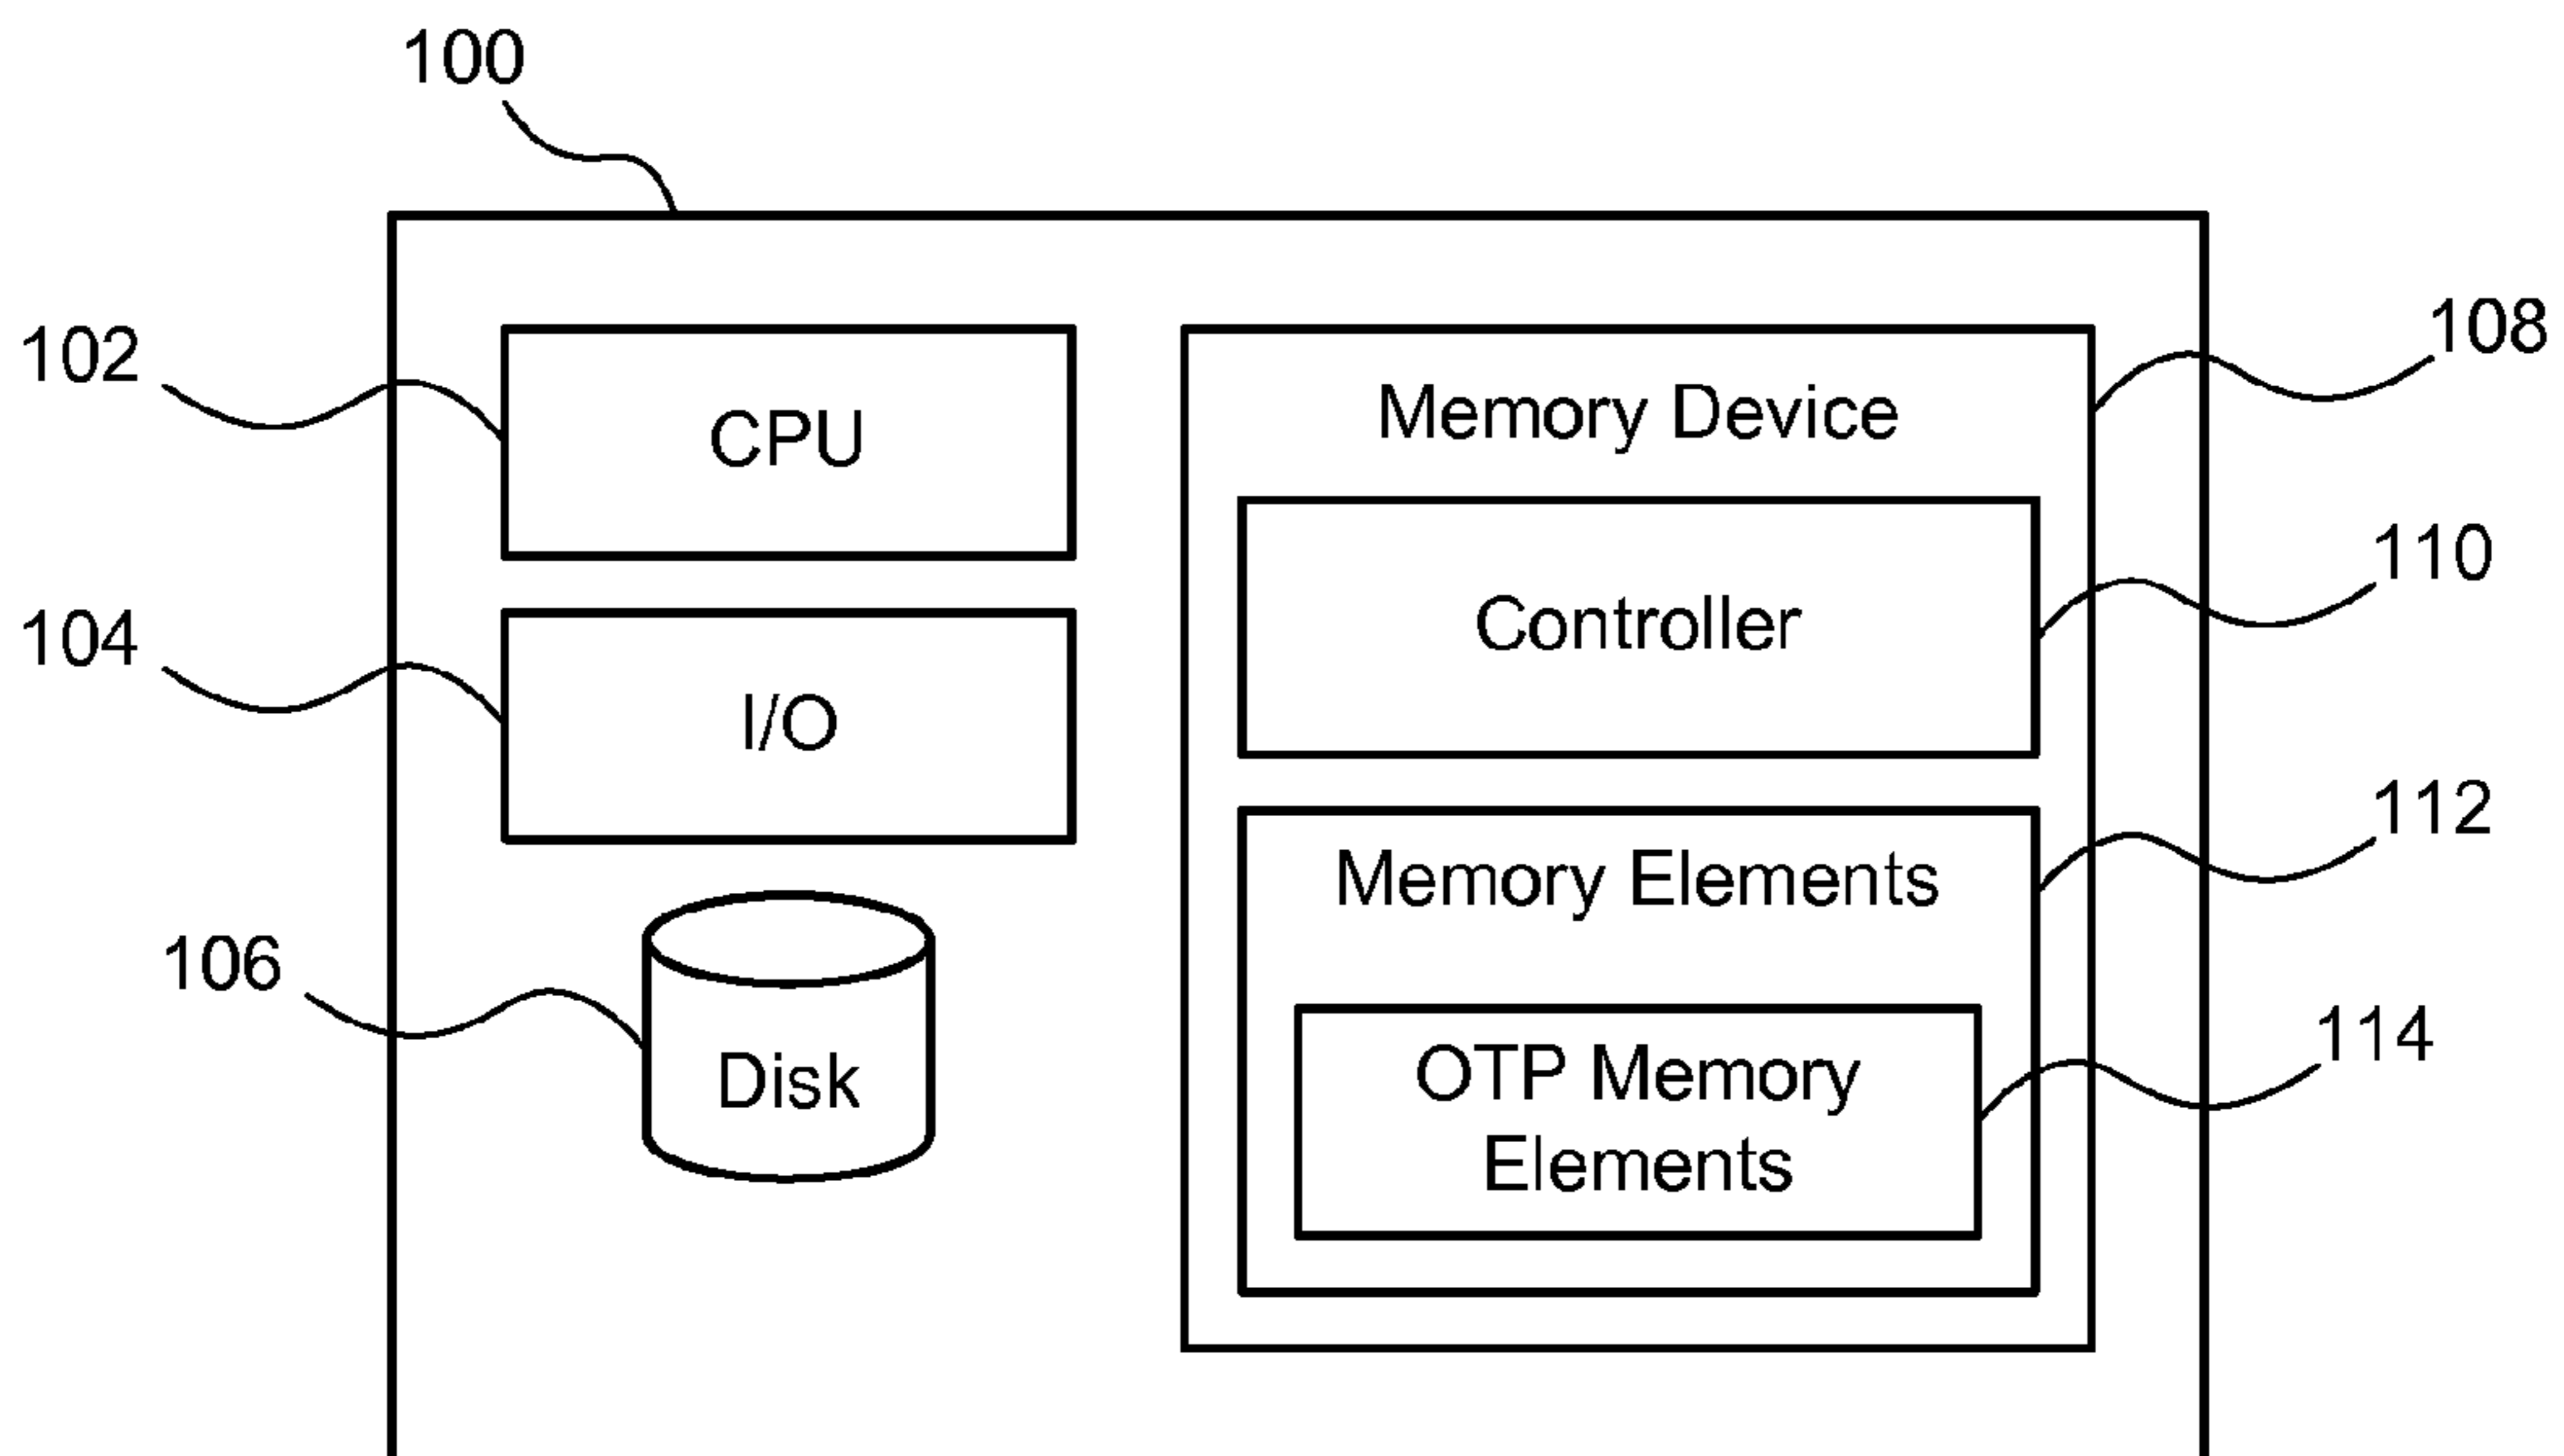 100
102
CPU
108
Memory Device
110
Controller
104
I/O
112
Memory Elements
106
Disk
114
OTP Memory
Elements